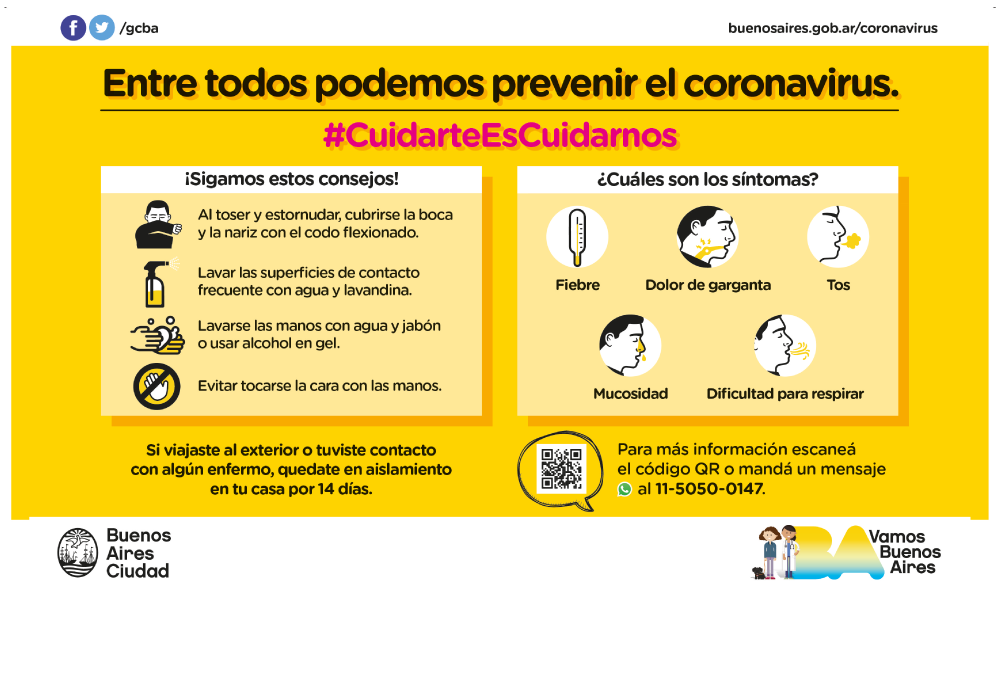 /gcba
buenosaires.gob.ar/coronavirus
Entre todos podemos prevenir el coronavirus.
#CuidarteEsCuidarnos
¡Sigamos estos consejos!
Al toser y estornudar, cubrirse la boca
y la nariz con el codo flexionado.
Lavar las superficies de contacto
frecuente con agua y lavandina.
Lavarse las manos con agua y jabón
o usar alcohol en gel.
Evitar tocarse la cara con las manos.
¿Cuáles son los síntomas?
Fiebre
Dolor de garganta
Tos
Mucosidad
Dificultad para respirar
Si viajaste al exterior o tuviste contacto
con algún enfermo, quedate en aislamiento
en tu casa por 14 días.
Para más información escaneá
el código QR o mandá un mensaje
al 11-5050-0147.
Buenos
Aires
Ciudad
BA
Vamos
Buenos
Aires